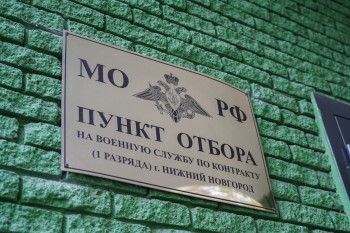 МО РФ
ПУНКТ ОТБОРА
НА ВОЕННУЮ СЛУЖБУ ПО КОНТРАКТУ
(1 РАЗРЯДА) г. НИЖНИЙ НОВГОРОД